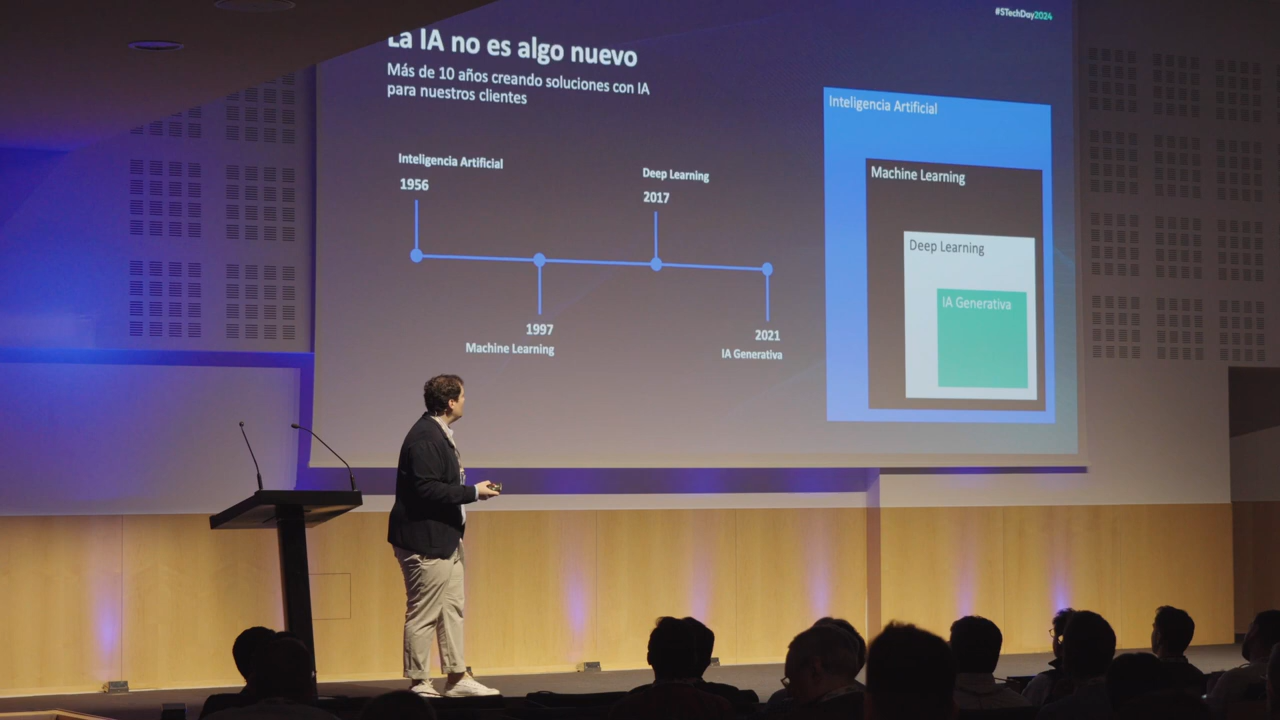 #STechDay2024
La IA no es algo nuevo
Más de 10 años creando soluciones con IA
para nuestros clientes
Inteligencia Artificial
1956
Deep Learning
2017
1997
Machine Learning
2021
IA Generativa
Inteligencia Artificial
Machine Learning
Deep Learning
IA Generativa